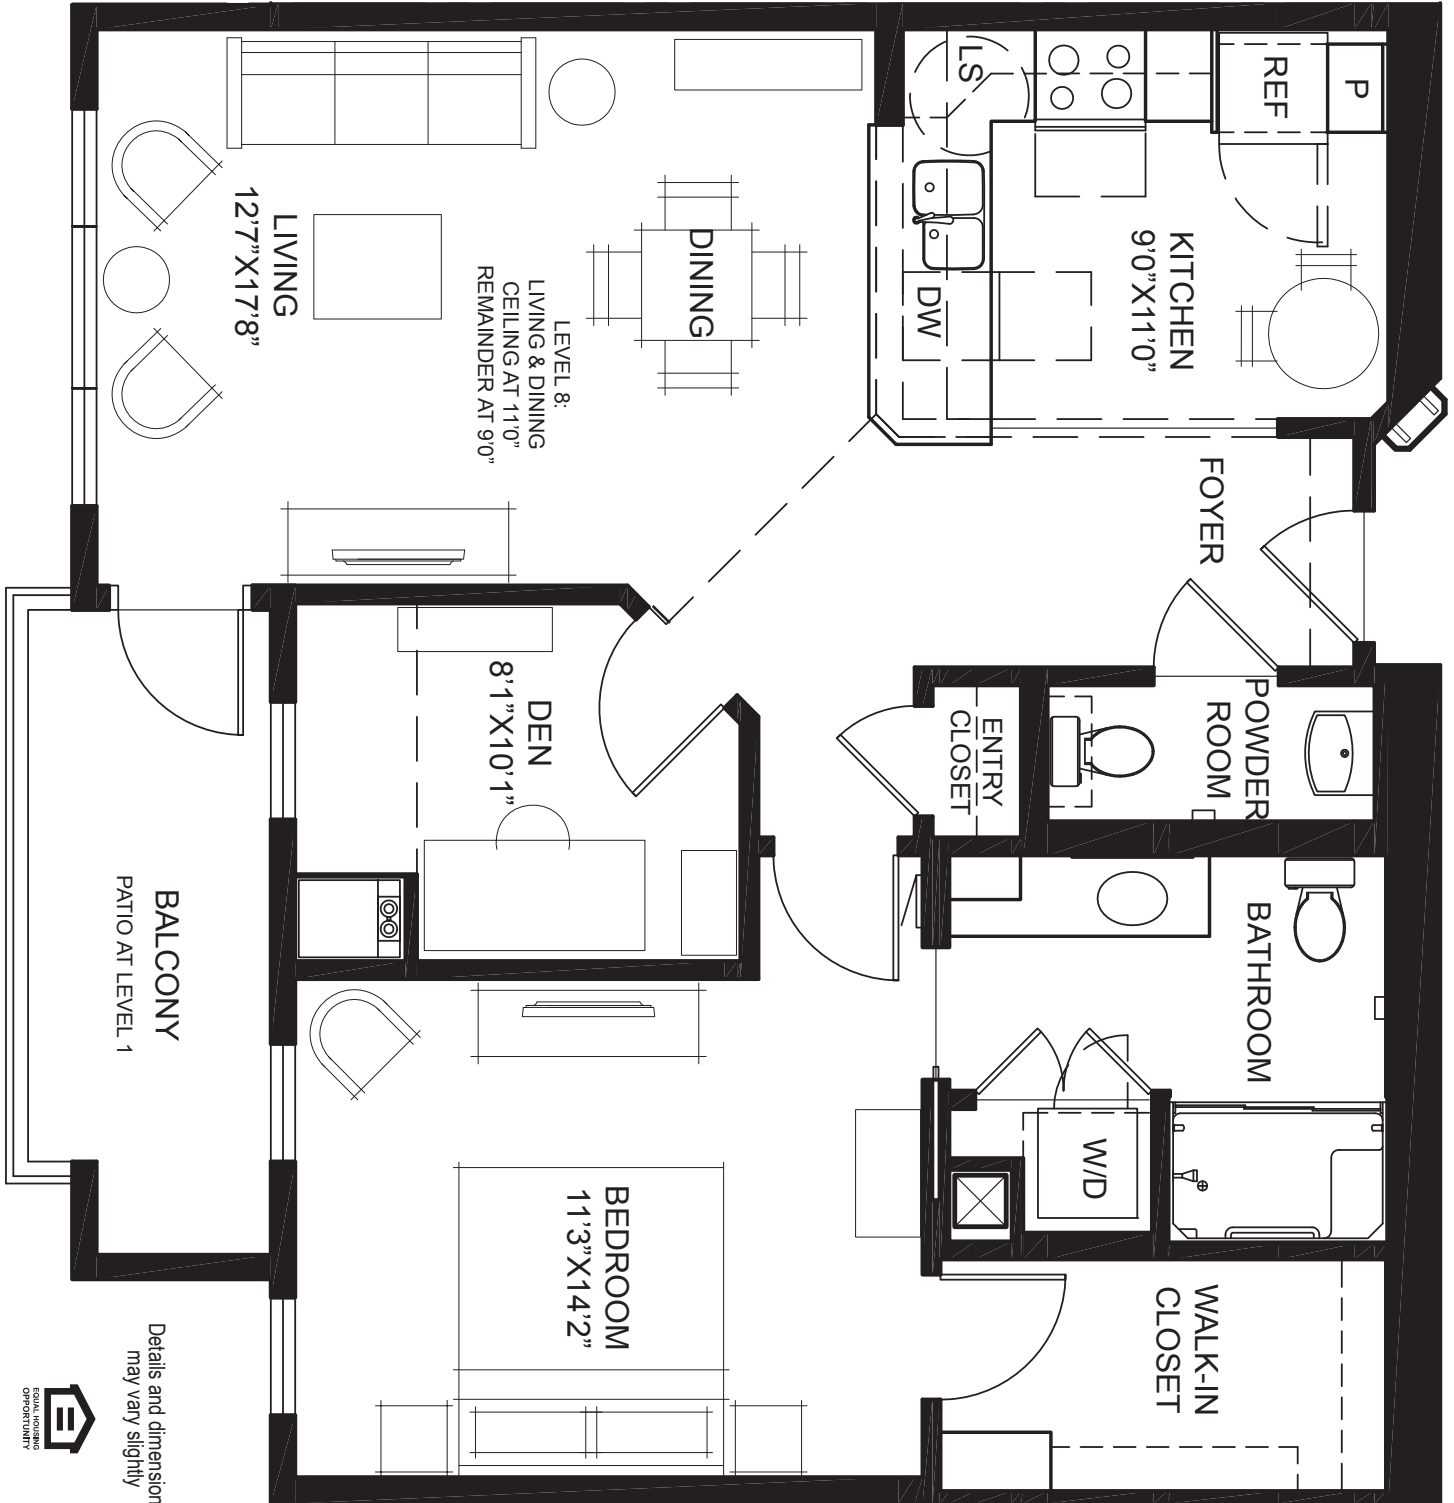 LS
REF
P
KITCHEN
9’0”X11’0”
DW
DINING
LIVING
12’7”X17’8”
LEVEL 8:
LIVING & DINING
CEILING AT 11’0”
REMAINDER AT 9’0”
FOYER
POWDER
ROOM
ENTRY
CLOSET
DEN
8’1”X10’1”
BATHROOM
W/D
BALCONY
PATIO AT LEVEL 1
BEDROOM
11’3”X14’2”
WALK-IN
CLOSET
Details and dimension
may vary slightly
EQUAL HOUSING
OPPORTUNITY